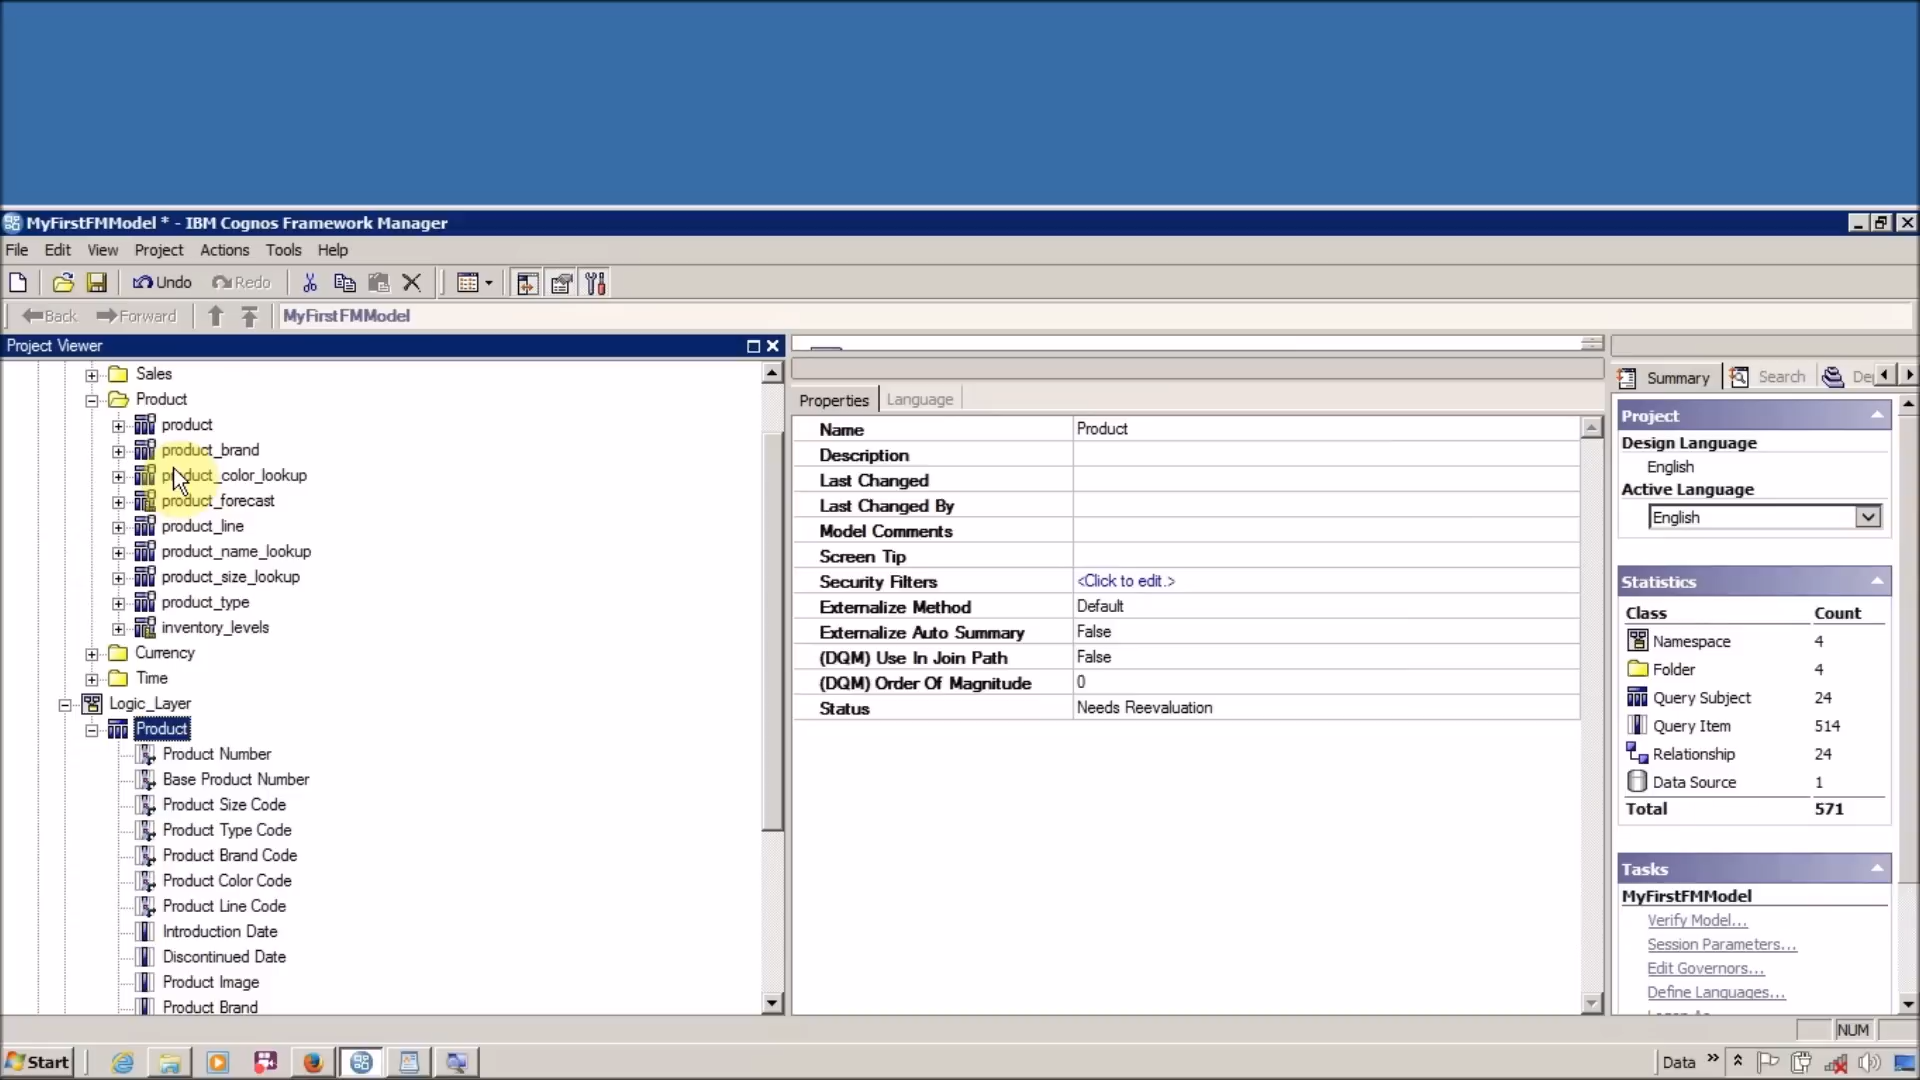 MyFirstFMModel * - IBM Cognos Framework Manager
File Edit View Project Actions Tools Help
Undo Redo
Back Forward MyFirstFMModel
Project Viewer
Sales
Product
product
product_brand
product_color_lookup
product_forecast
product_line
product_name_lookup
product_size_lookup
product_type
inventory_levels
Currency
Time
Logic_Layer
Product
Product Number
Base Product Number
Product Size Code
Product Type Code
Product Brand Code
Product Color Code
Product Line Code
Introduction Date
Discontinued Date
Product Image
Product Brand
Properties Language
Name Product
Description
Last Changed
Last Changed By
Model Comments
Screen Tip
Security Filters <Click to edit.>
Externalize Method Default
Externalize Auto Summary False
(DQM) Use In Join Path False
(DQM) Order Of Magnitude 0
Status Needs Reevaluation
Summary Search De
Project
Design Language
English
Active Language
English
Statistics
Class Count
Namespace 4
Folder 4
Query Subject 24
Query Item 514
Relationship 24
Data Source 1
Total 571
Tasks
MyFirstFMModel
Verify Model...
Session Parameters...
Edit Governors...
Define Languages...
NUM
Start Data »